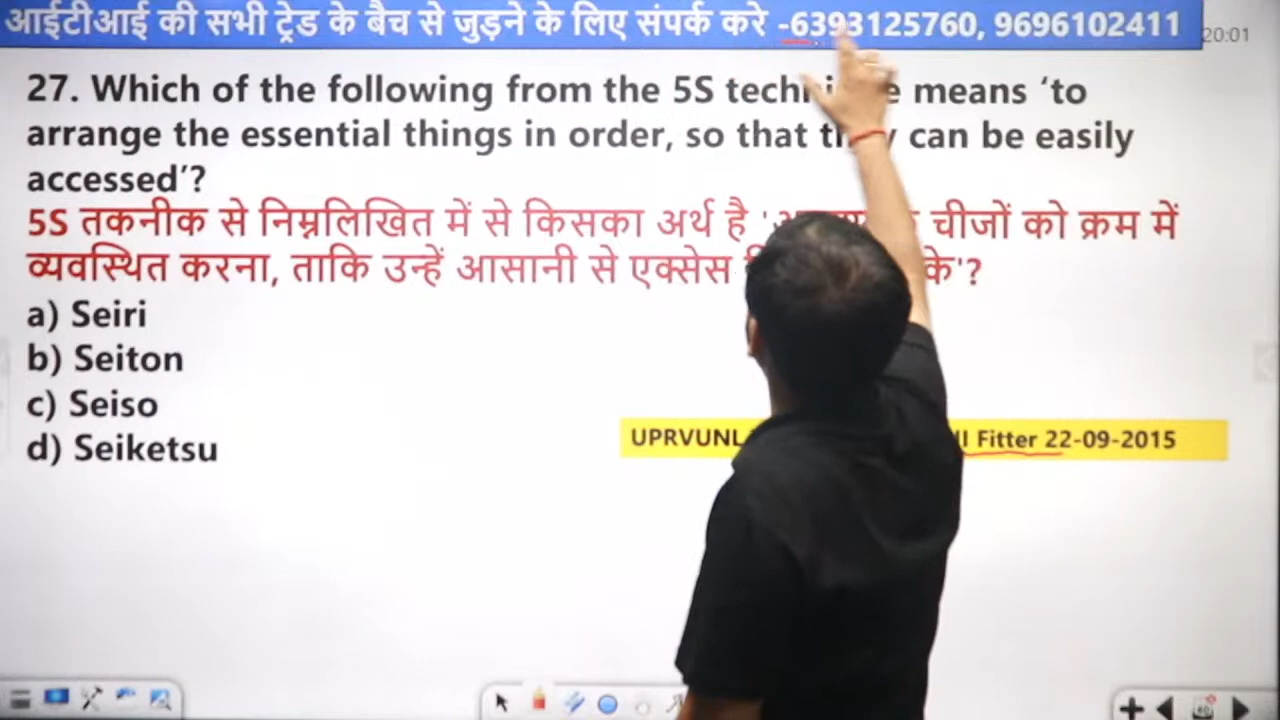 आईटीआई की सभी ट्रेड के बैच से जुड़ने के लिए संपर्क करे -6393125760, 9696102411
20:01
27. Which of the following from the 5S means ‘to
arrange the essential things in order, so that can be easily
accessed’?
5S तकनीक से निम्नलिखित में से किसका अर्थ है ' चीजों को क्रम में
व्यवस्थित करना, ताकि उन्हें आसानी से एक्सेस के'?
a) Seiri
b) Seiton
c) Seiso
d) Seiketsu
UPRVUNL Fitter 22-09-2015